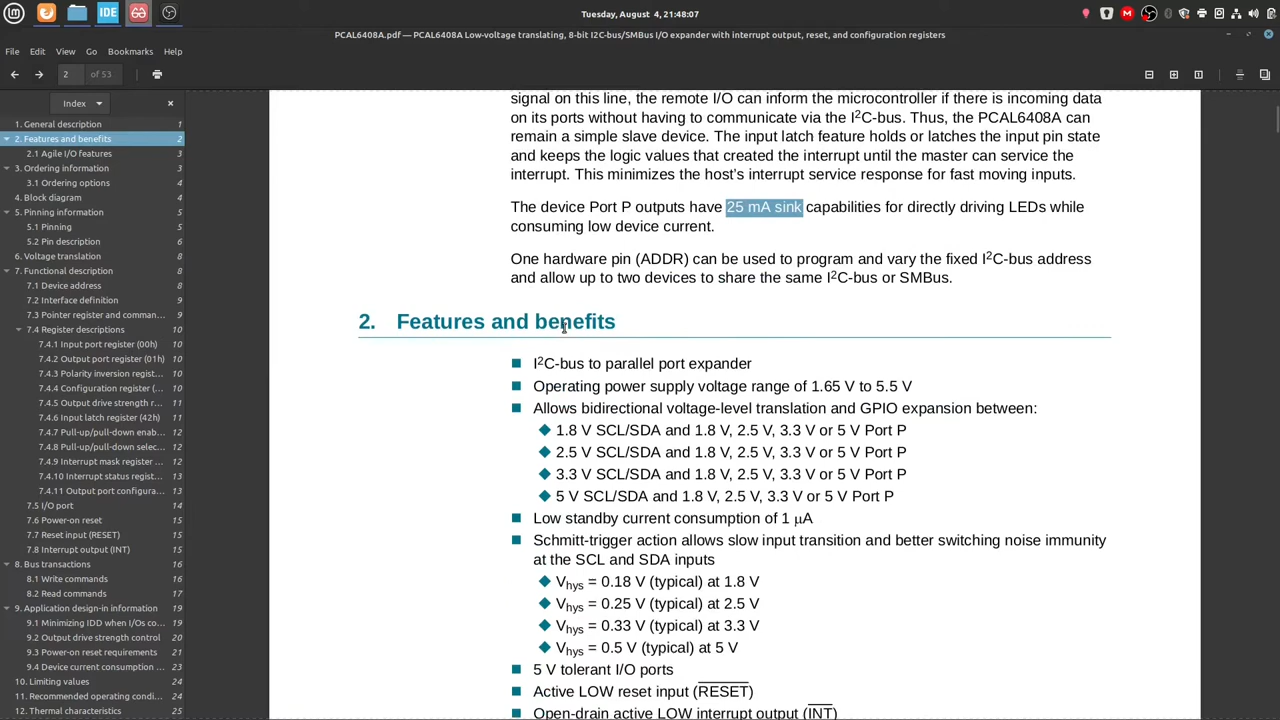 IDE
Tuesday, August 4, 21:48:07
PCAL6408A.pdf — PCAL6408A Low-voltage translating, 8-bit I2C-bus/SMBus I/O expander with interrupt output, reset, and configuration registers
File Edit View Go Bookmarks Help
2 of 53
Index
1. General description 1
2. Features and benefits 2
2.1 Agile I/O features 3
3. Ordering information 3
3.1 Ordering options 4
4. Block diagram 4
5. Pinning information 5
5.1 Pinning 5
5.2 Pin description 6
6. Voltage translation 8
7. Functional description 8
7.1 Device address 8
7.2 Interface definition 9
7.3 Pointer register and comman... 9
7.4 Register descriptions 10
7.4.1 Input port register (00h) 10
7.4.2 Output port register (01h) 10
7.4.3 Polarity inversion regist... 10
7.4.4 Configuration register (... 10
7.4.5 Output drive strength r... 11
7.4.6 Input latch register (42h) 11
7.4.7 Pull-up/pull-down enab... 12
7.4.8 Pull-up/pull-down selec... 12
7.4.9 Interrupt mask register ... 12
7.4.10 Interrupt status regist... 13
7.4.11 Output port configura... 13
7.5 I/O port 14
7.6 Power-on reset 15
7.7 Reset input (RESET) 15
7.8 Interrupt output (INT) 15
8. Bus transactions 16
8.1 Write commands 16
8.2 Read commands 17
9. Application design-in information 19
9.1 Minimizing IDD when I/Os co... 19
9.2 Output drive strength control 20
9.3 Power-on reset requirements 21
9.4 Device current consumption ... 23
10. Limiting values 24
11. Recommended operating condi... 24
12. Thermal characteristics 25
signal on this line, the remote I/O can inform the microcontroller if there is incoming data
on its ports without having to communicate via the I2C-bus. Thus, the PCAL6408A can
remain a simple slave device. The input latch feature holds or latches the input pin state
and keeps the logic values that created the interrupt until the master can service the
interrupt. This minimizes the host's interrupt service response for fast moving inputs.
The device Port P outputs have 25 mA sink capabilities for directly driving LEDs while
consuming low device current.
One hardware pin (ADDR) can be used to program and vary the fixed I2C-bus address
and allow up to two devices to share the same I2C-bus or SMBus.
2. Features and benefits
I2C-bus to parallel port expander
Operating power supply voltage range of 1.65 V to 5.5 V
Allows bidirectional voltage-level translation and GPIO expansion between:
1.8 V SCL/SDA and 1.8 V, 2.5 V, 3.3 V or 5 V Port P
2.5 V SCL/SDA and 1.8 V, 2.5 V, 3.3 V or 5 V Port P
3.3 V SCL/SDA and 1.8 V, 2.5 V, 3.3 V or 5 V Port P
5 V SCL/SDA and 1.8 V, 2.5 V, 3.3 V or 5 V Port P
Low standby current consumption of 1 μA
Schmitt-trigger action allows slow input transition and better switching noise immunity
at the SCL and SDA inputs
Vhys = 0.18 V (typical) at 1.8 V
Vhys = 0.25 V (typical) at 2.5 V
Vhys = 0.33 V (typical) at 3.3 V
Vhys = 0.5 V (typical) at 5 V
5 V tolerant I/O ports
Active LOW reset input (RESET)
Open-drain active LOW interrupt output (INT)